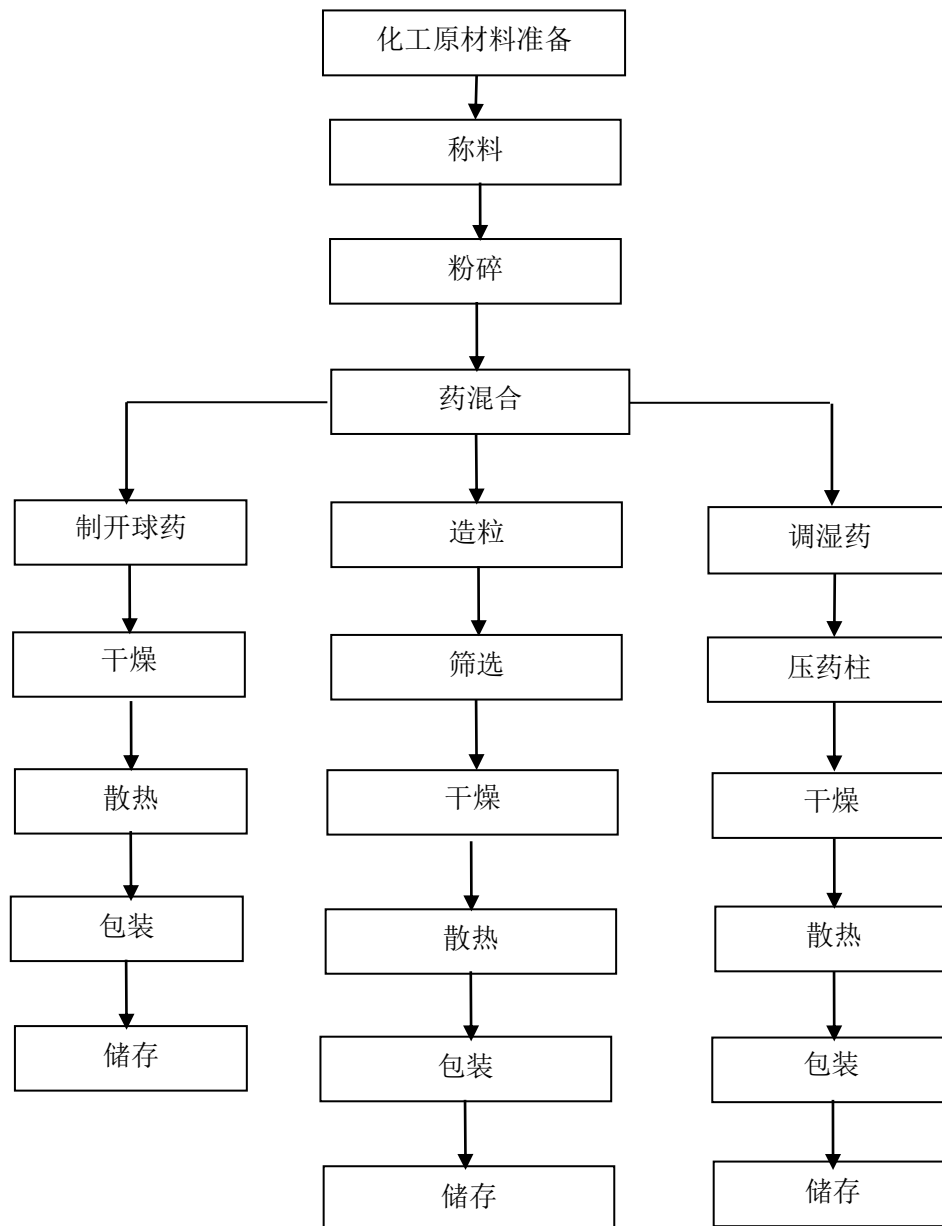 化工原材料准备
称料
粉碎
药混合
制开球药
造粒
调湿药
干燥
筛选
压药柱
散热
干燥
干燥
包装
散热
散热
储存
包装
包装
储存
储存